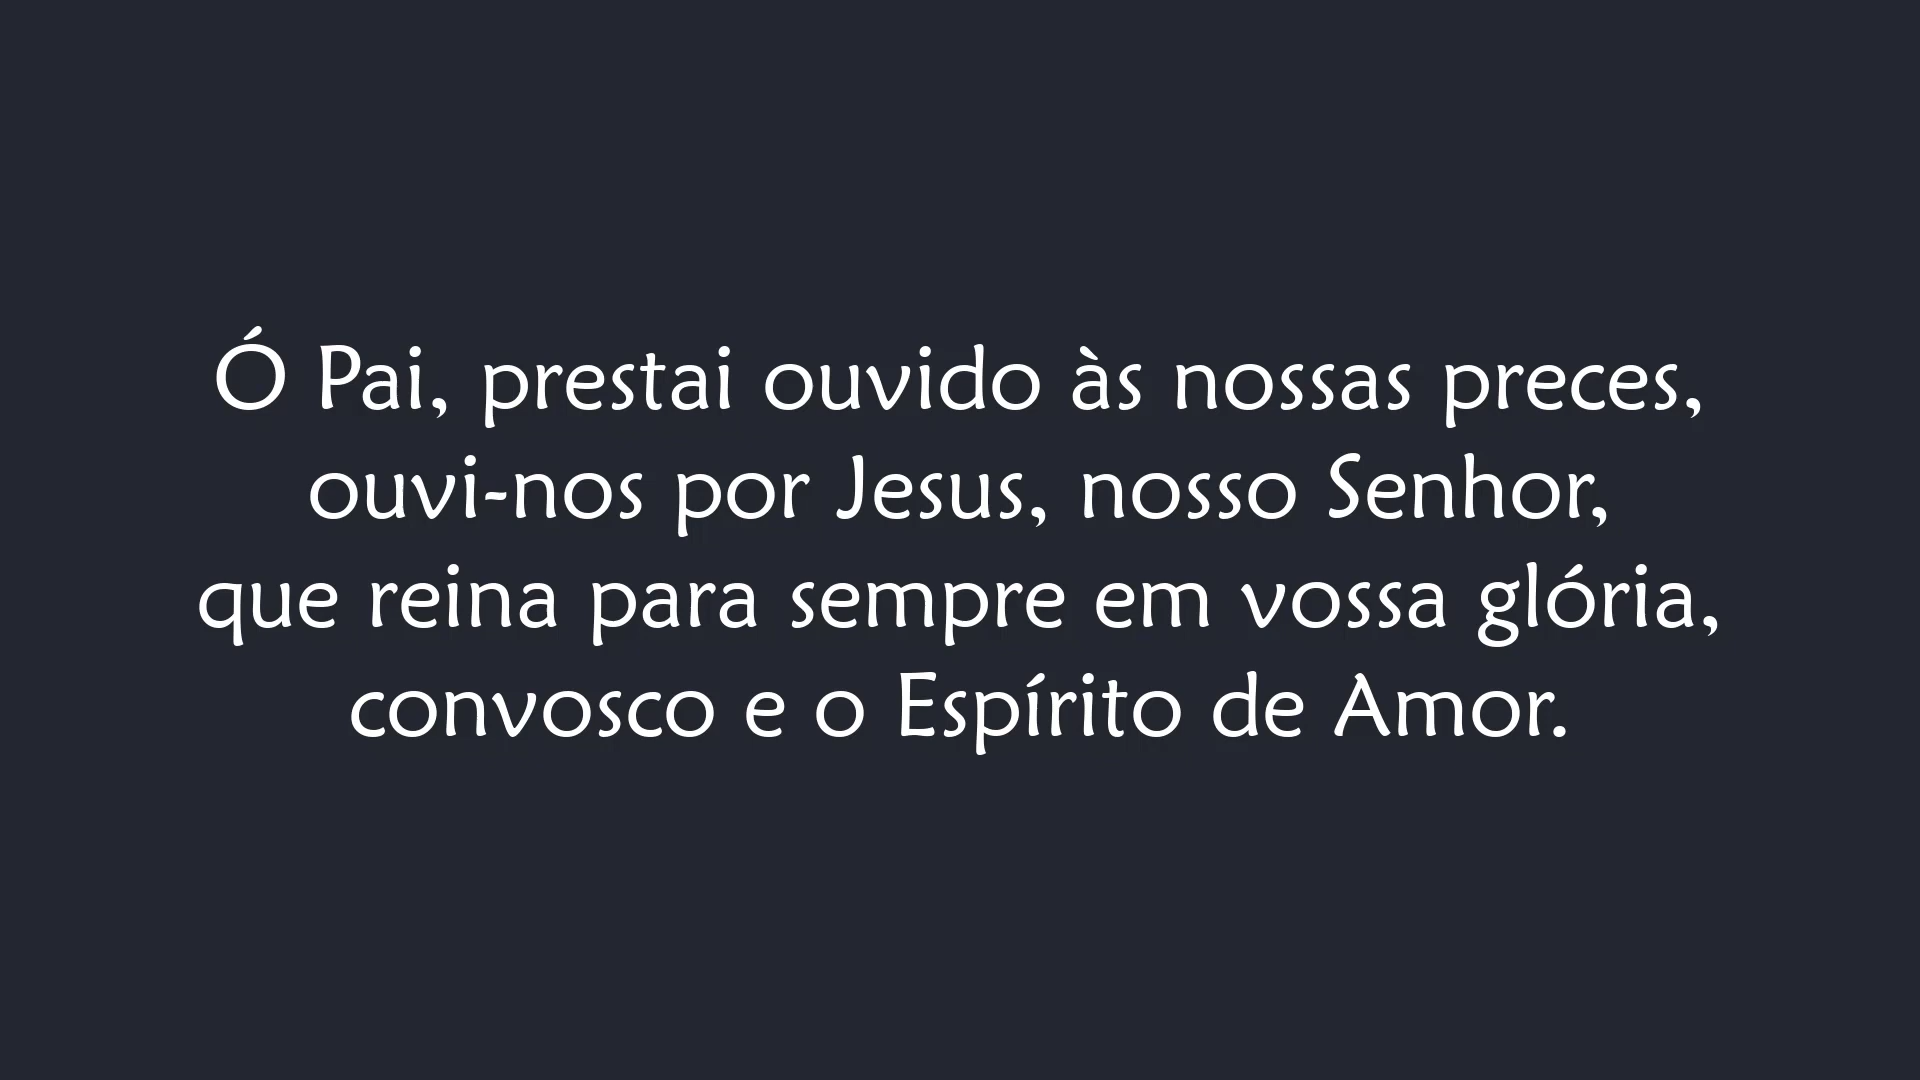 Ó Pai, prestai ouvido às nossas preces,
ouvi-nos por Jesus, nosso Senhor,
que reina para sempre em vossa glória,
convosco e o Espírito de Amor.